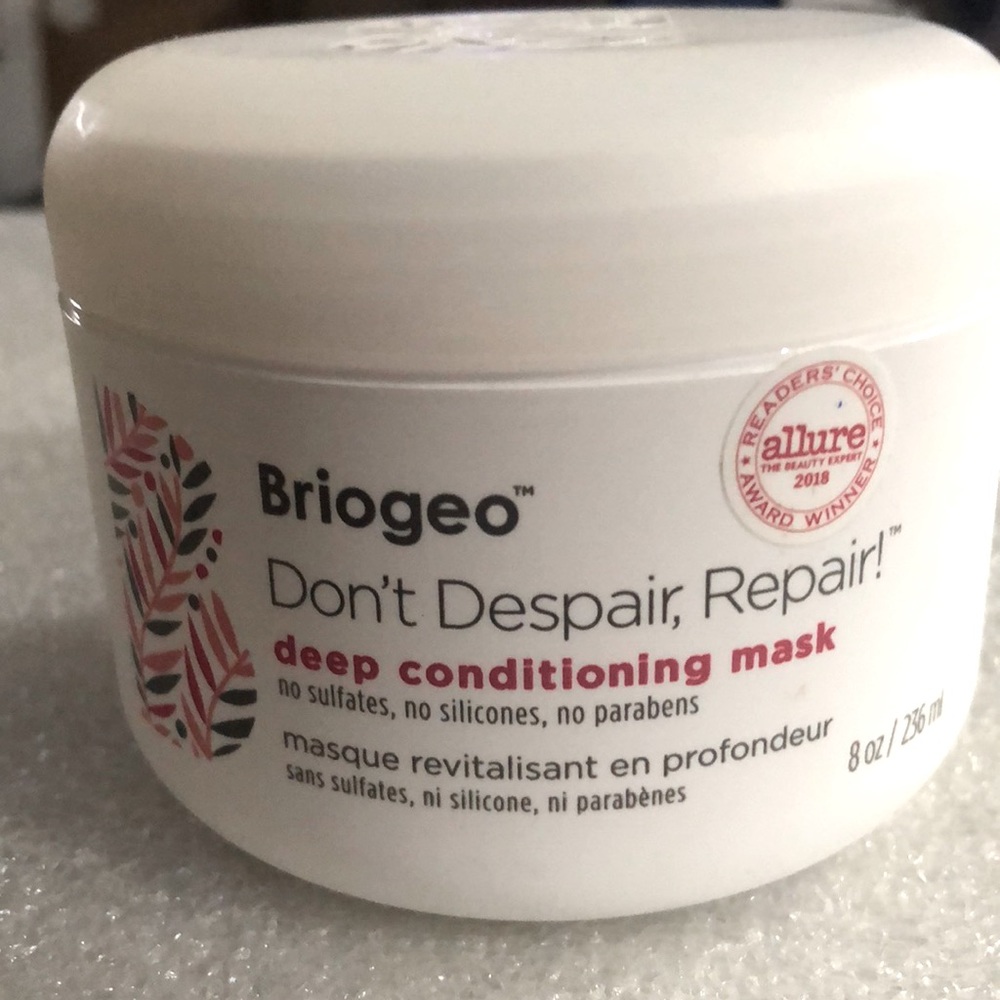 READERS' CHOICE
allure
THE BEAUTY EXPERT
2018
★ AWARD WINNER ★
Briogeo™
Don't Despair, Repair!™
deep conditioning mask
no sulfates, no silicones, no parabens
masque revitalisant en profondeur
sans sulfates, ni silicone, ni parabènes
8 oz / 236 ml